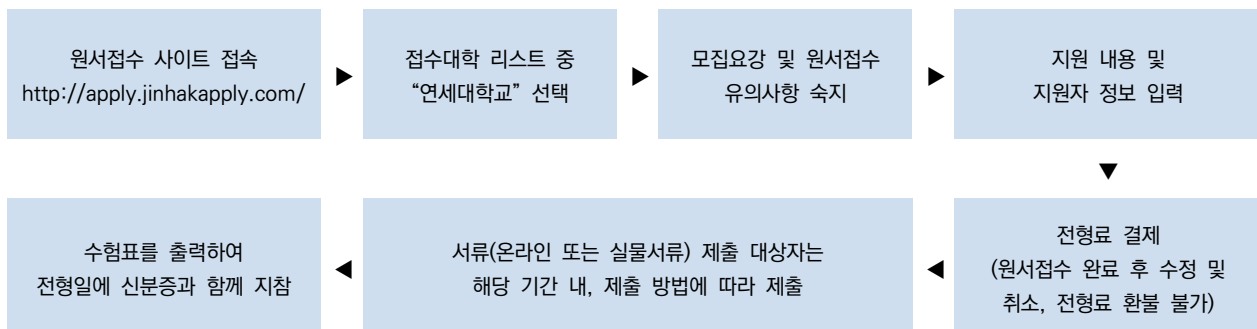 원서접수 사이트 접속
http://apply.jinhakapply.com/
접수대학 리스트 중
“연세대학교” 선택
모집요강 및 원서접수
유의사항 숙지
지원 내용 및
지원자 정보 입력
전형료 결제
(원서접수 완료 후 수정 및
취소, 전형료 환불 불가)
서류(온라인 또는 실물서류) 제출 대상자는
해당 기간 내, 제출 방법에 따라 제출
수험표를 출력하여
전형일에 신분증과 함께 지참